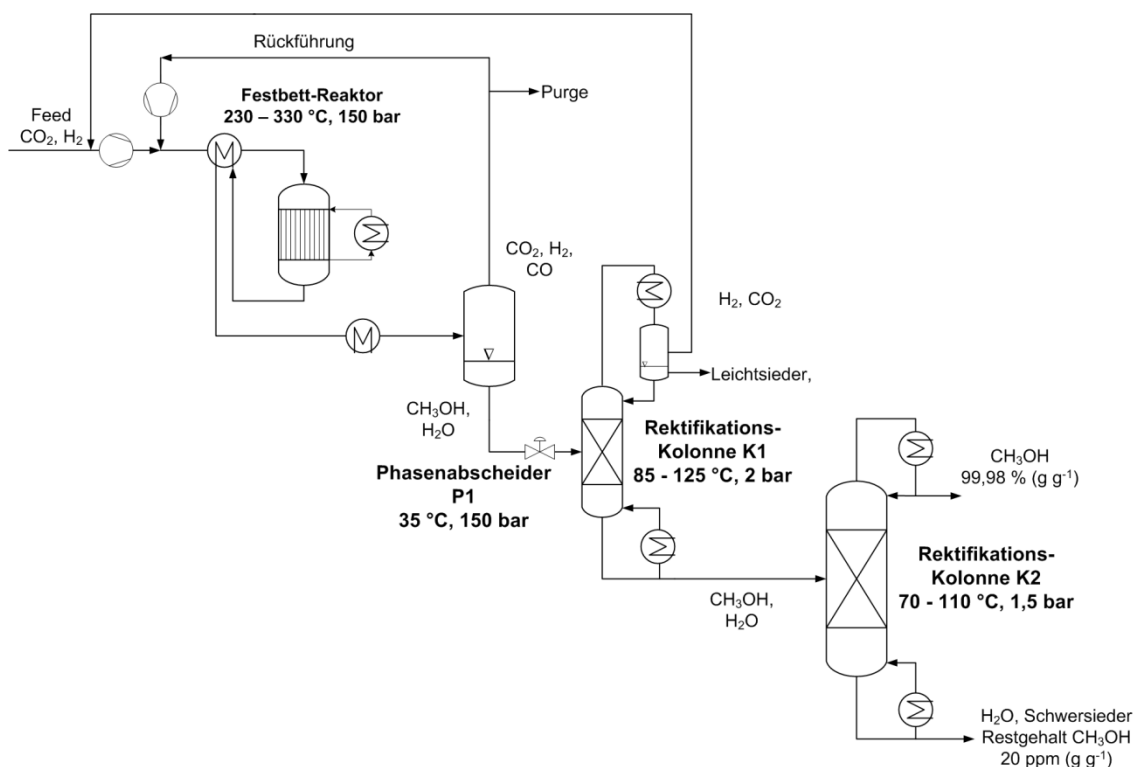 Rückführung
Purge
Festbett-Reaktor
230 – 330 °C, 150 bar
Feed
CO₂, H₂
CO₂, H₂,
CO
H₂, CO₂
Leichtsieder,
CH₃OH,
H₂O
Phasenabscheider
P1
35 °C, 150 bar
Rektifikations-
Kolonne K1
85 - 125 °C, 2 bar
CH₃OH
99,98 % (g g⁻¹)
Rektifikations-
Kolonne K2
70 - 110 °C, 1,5 bar
CH₃OH,
H₂O
H₂O, Schwersieder
Restgehalt CH₃OH
20 ppm (g g⁻¹)